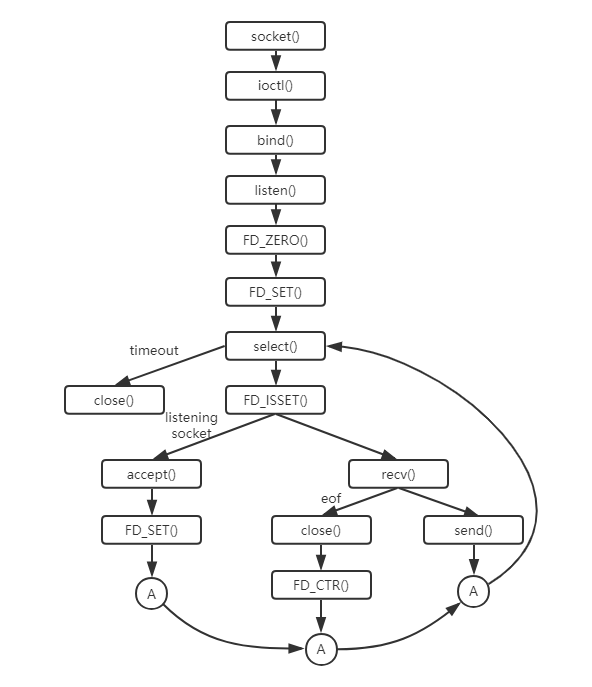 socket()
ioctl()
bind()
listen()
FD_ZERO()
FD_SET()
select()
timeout
close()
FD_ISSET()
listening
socket
accept()
recv()
eof
FD_SET()
close()
send()
FD_CTR()
A
A
A